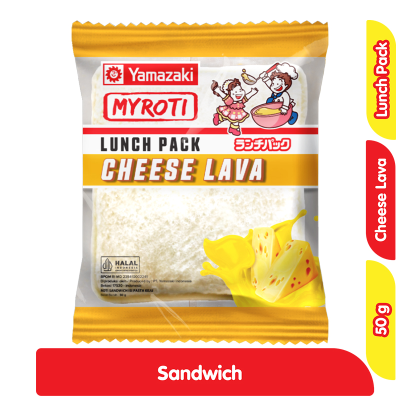 Yamazaki
MYROTI
LUNCH PACK
ランチパック
CHEESE LAVA
HALAL
INDONESIA
Sandwich
Lunch Pack
Cheese Lava
50 g